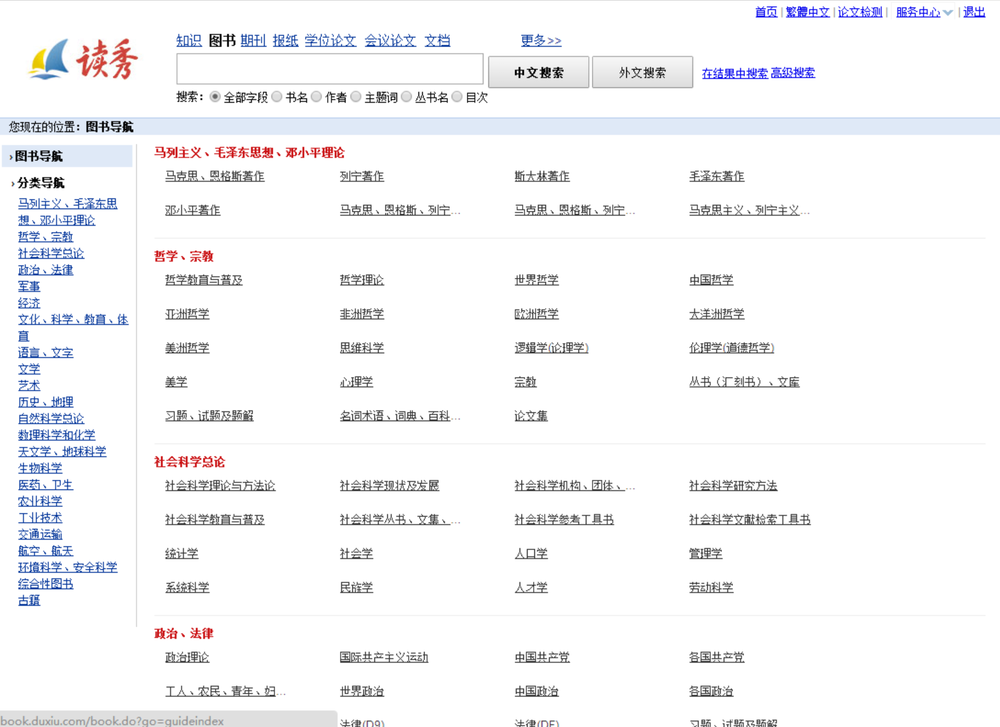 首页 | 繁體中文 | 论文检测 | 服务中心 | 退出
知识 图书 期刊 报纸 学位论文 会议论文 文档 更多>>
读秀
中文搜索 外文搜索 在结果中搜索 高级搜索
搜索： 全部字段 书名 作者 主题词 丛书名 目次
您现在的位置：图书导航
›图书导航
›分类导航
马列主义、毛泽东思
想、邓小平理论
哲学、宗教
社会科学总论
政治、法律
军事
经济
文化、科学、教育、体
育
语言、文字
文学
艺术
历史、地理
自然科学总论
数理科学和化学
天文学、地球科学
生物科学
医药、卫生
农业科学
工业技术
交通运输
航空、航天
环境科学、安全科学
综合性图书
古籍
马列主义、毛泽东思想、邓小平理论
马克思、恩格斯著作 列宁著作 斯大林著作 毛泽东著作
邓小平著作 马克思、恩格斯、列宁... 马克思、恩格斯、列宁... 马克思主义、列宁主义...
哲学、宗教
哲学教育与普及 哲学理论 世界哲学 中国哲学
亚洲哲学 非洲哲学 欧洲哲学 大洋洲哲学
美洲哲学 思维科学 逻辑学(论理学) 伦理学(道德哲学)
美学 心理学 宗教 丛书（汇刻书）、文库
习题、试题及题解 名词术语、词典、百科... 论文集
社会科学总论
社会科学理论与方法论 社会科学现状及发展 社会科学机构、团体、... 社会科学研究方法
社会科学教育与普及 社会科学丛书、文集、... 社会科学参考工具书 社会科学文献检索工具书
统计学 社会学 人口学 管理学
系统科学 民族学 人才学 劳动科学
政治、法律
政治理论 国际共产主义运动 中国共产党 各国共产党
工人、农民、青年、妇... 世界政治 中国政治 各国政治
法律(D9) 法律(DF) 习题、试题及题解
book.duxiu.com/book.do?go=guideindex